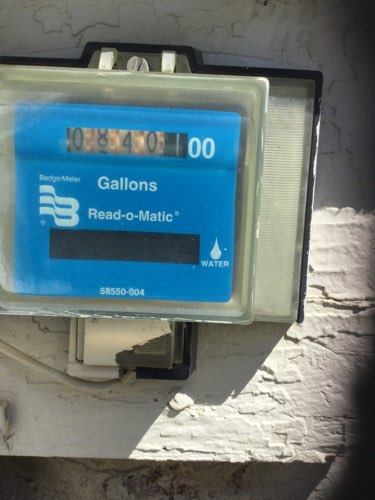 0840 00
BadgerMeter
Gallons
®
Read-o-Matic®
WATER
58550-004